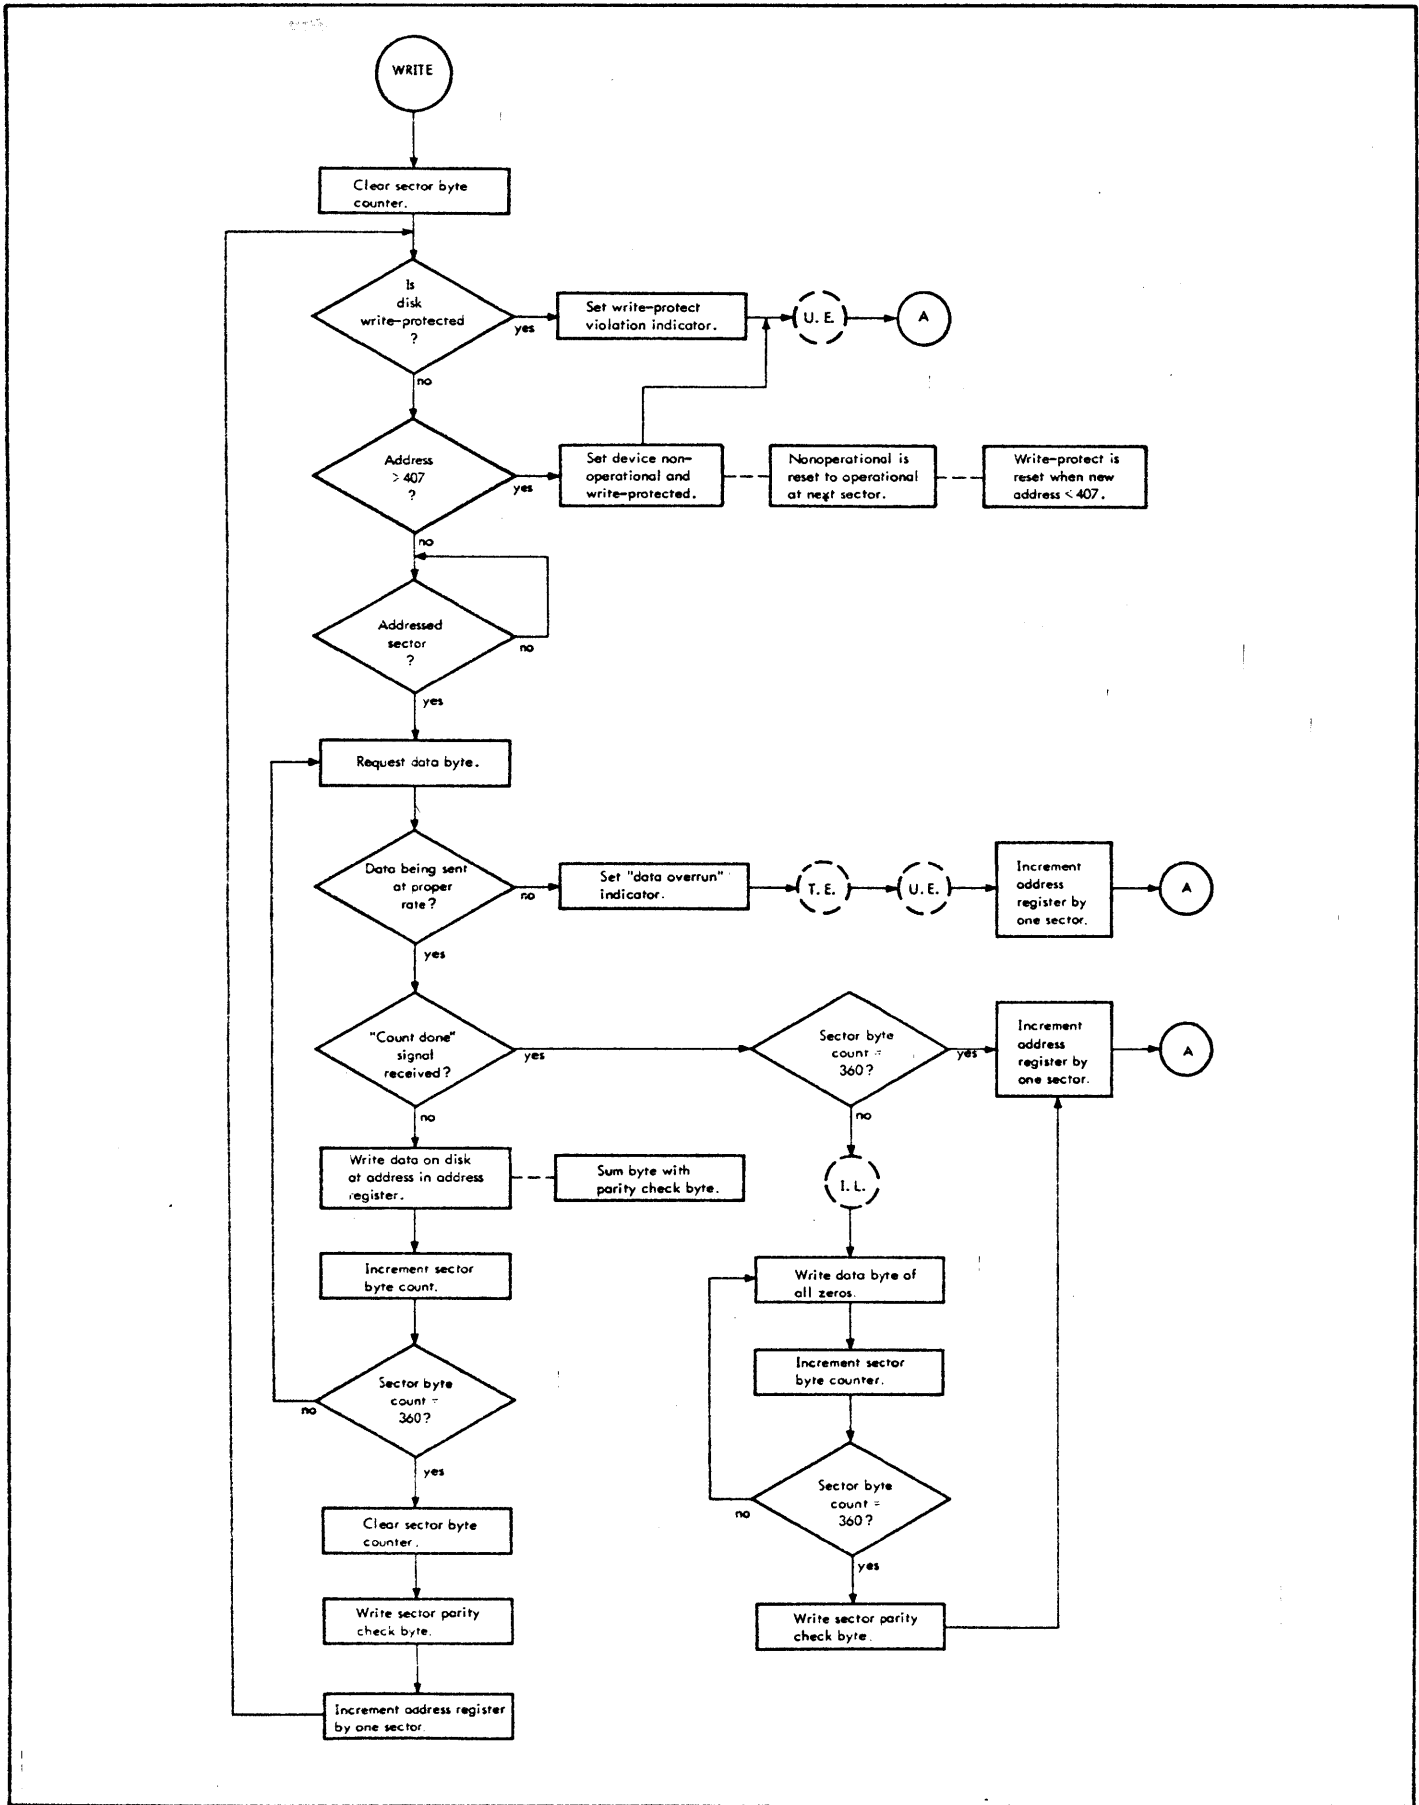 WRITE
Clear sector byte
counter.
Is
disk
write-protected
?
yes
no
Set write-protect
violation indicator.
U. E.
A
Address
> 407
?
yes
no
Set device non-
operational and
write-protected.
Nonoperational is
reset to operational
at next sector.
Write-protect is
reset when new
address < 407.
Addressed
sector
?
no
yes
Request data byte.
Data being sent
at proper
rate?
no
yes
Set "data overrun"
indicator.
T. E.
U. E.
Increment
address
register by
one sector.
A
"Count done"
signal
received?
yes
no
Sector byte
count =
360?
yes
no
Increment
address
register by
one sector.
A
Write data on disk
at address in address
register.
Sum byte with
parity check byte.
I. L.
Increment sector
byte count.
Write data byte of
all zeros.
Increment sector
byte counter.
Sector byte
count =
360?
no
yes
Sector byte
count =
360?
no
yes
Clear sector byte
counter.
Write sector parity
check byte.
Write sector parity
check byte.
Increment address register
by one sector.